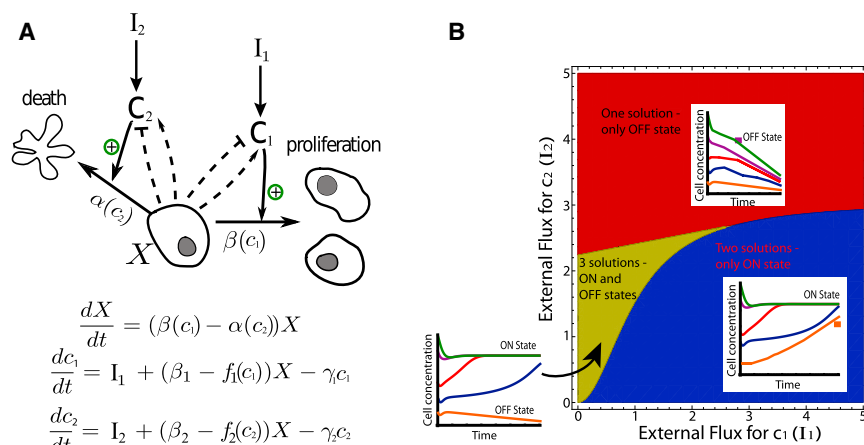 A
I₂
I₁
death
C₂
C₁
proliferation
α(c₂)
X
β(c₁)
dX/dt = (β(c₁) − α(c₂))X
dc₁/dt = I₁ + (β₁ − f₁(c₁))X − γ₁c₁
dc₂/dt = I₂ + (β₂ − f₂(c₂))X − γ₂c₂
B
External Flux for c₂ (I₂)
5
4
3
2
1
0
One solution -
only OFF state
Cell concentration
OFF State
Time
3 solutions -
ON and
OFF states
Two solutions -
only ON state
Cell concentration
ON State
Time
Cell concentration
ON State
OFF State
Time
0 1 2 3 4 5
External Flux for c₁ (I₁)